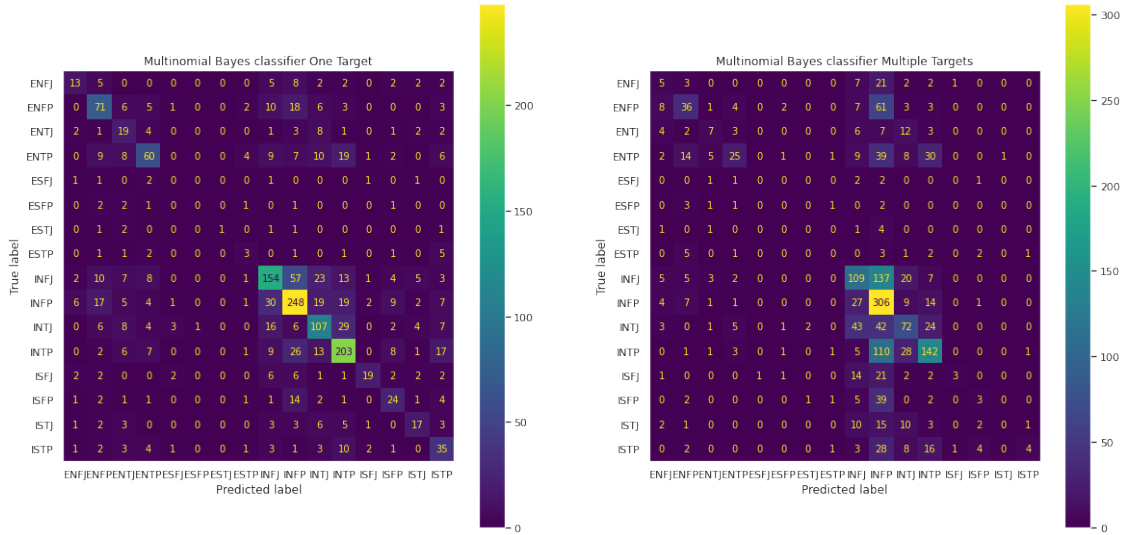 Multinomial Bayes classifier One Target
True label
ENFJ 13 5 0 0 0 0 0 0 5 8 2 2 0 2 2 2
ENFP 0 71 6 5 1 0 0 2 10 18 6 3 0 0 0 3
ENTJ 2 1 19 4 0 0 0 0 1 3 8 1 0 1 2 2
ENTP 0 9 8 60 0 0 0 4 9 7 10 19 1 2 0 6
ESFJ 1 1 0 2 0 0 0 0 1 0 0 0 1 0 1 0
ESFP 0 2 2 1 0 0 0 1 0 1 0 1 0 1 0 0
ESTJ 0 1 2 0 0 0 1 0 1 1 0 0 0 0 0 1
ESTP 0 1 1 2 0 0 0 3 0 1 0 1 0 1 0 5
INFJ 2 10 7 8 0 0 0 1 154 57 23 13 1 4 5 3
INFP 6 17 5 4 1 0 0 1 30 248 19 19 2 9 2 7
INTJ 0 6 8 4 3 1 0 0 16 6 107 29 0 2 4 7
INTP 0 2 6 7 0 0 0 1 9 26 13 203 0 8 1 17
ISFJ 2 2 0 0 2 0 0 0 6 6 1 1 19 2 2 2
ISFP 1 2 1 1 0 0 0 1 1 14 2 1 0 24 1 4
ISTJ 1 2 3 0 0 0 0 0 3 3 6 5 1 0 17 3
ISTP 1 2 3 4 1 0 0 1 3 1 3 10 2 1 0 35
ENFJ ENFP ENTJ ENTP ESFJ ESFP ESTJ ESTP INFJ INFP INTJ INTP ISFJ ISFP ISTJ ISTP
Predicted label
200
150
100
50
0
Multinomial Bayes classifier Multiple Targets
True label
ENFJ 5 3 0 2 0 0 0 0 7 21 2 2 1 0 0 0
ENFP 8 36 1 4 0 2 0 0 7 61 3 3 0 0 0 0
ENTJ 4 2 7 3 0 0 0 0 6 7 12 3 0 0 0 0
ENTP 2 14 5 25 0 1 0 1 9 39 8 30 0 0 1 0
ESFJ 0 0 1 1 0 0 0 0 2 2 0 0 0 1 0 0
ESFP 0 3 1 1 0 0 0 1 0 2 0 0 0 1 0 0
ESTJ 0 1 0 1 0 0 0 0 1 4 0 0 0 0 0 0
ESTP 0 5 0 2 0 0 0 0 0 3 1 2 0 1 0 1
INFJ 5 5 3 2 0 0 0 0 109 137 20 7 0 0 0 0
INFP 4 7 1 1 0 0 0 0 27 306 9 14 0 1 0 0
INTJ 3 0 1 5 0 1 2 0 43 42 72 24 0 0 0 0
INTP 0 1 1 3 0 0 0 1 5 110 28 142 0 0 0 1
ISFJ 1 0 0 0 1 1 0 0 14 21 2 2 3 0 0 0
ISFP 0 2 0 0 0 0 1 1 5 39 0 2 0 3 0 0
ISTJ 2 1 0 0 0 0 0 0 10 15 10 3 0 2 0 1
ISTP 0 2 0 0 0 0 0 1 3 28 8 16 1 4 0 4
ENFJ ENFP ENTJ ENTP ESFJ ESFP ESTJ ESTP INFJ INFP INTJ INTP ISFJ ISFP ISTJ ISTP
Predicted label
300
250
200
150
100
50
0